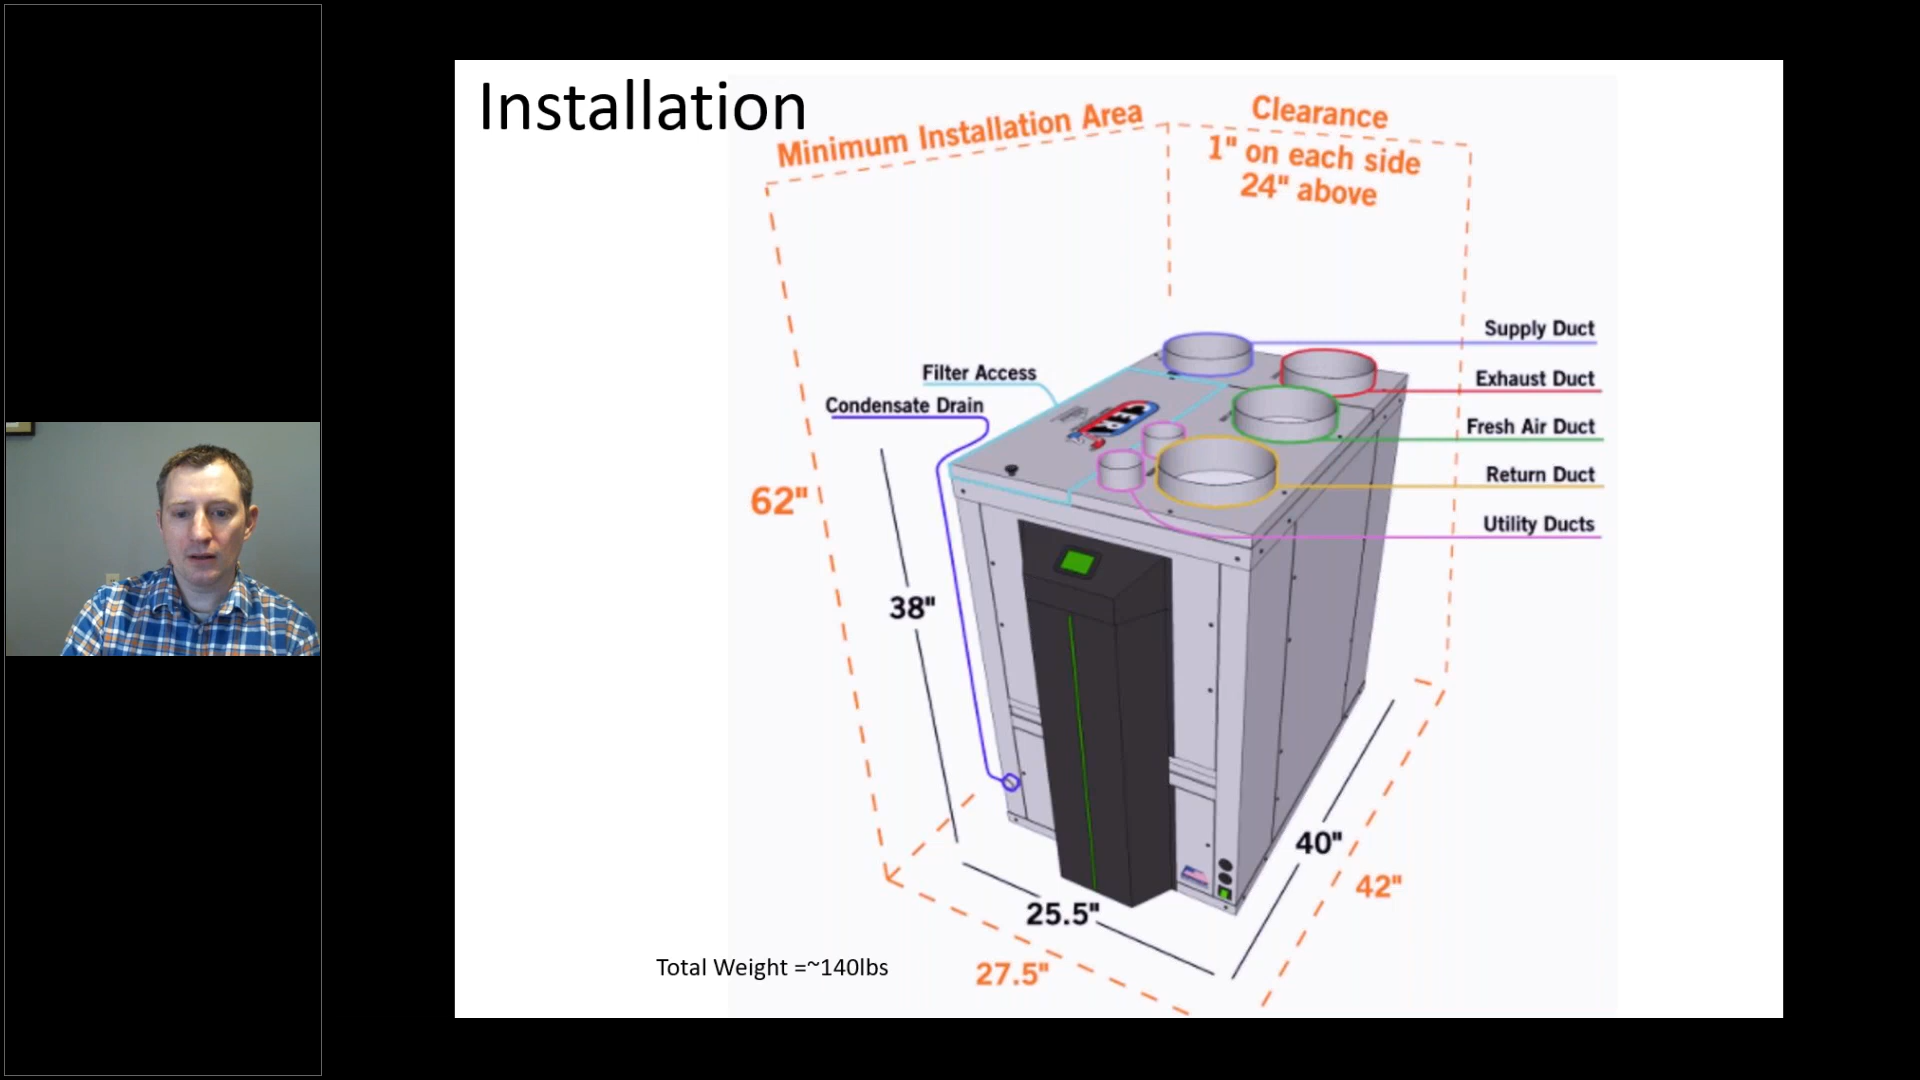 Installation
Minimum Installation Area
Clearance
1" on each side
24" above
Supply Duct
Exhaust Duct
Fresh Air Duct
Return Duct
Utility Ducts
Filter Access
Condensate Drain
62"
38"
40"
42"
25.5"
27.5"
Total Weight =~140lbs